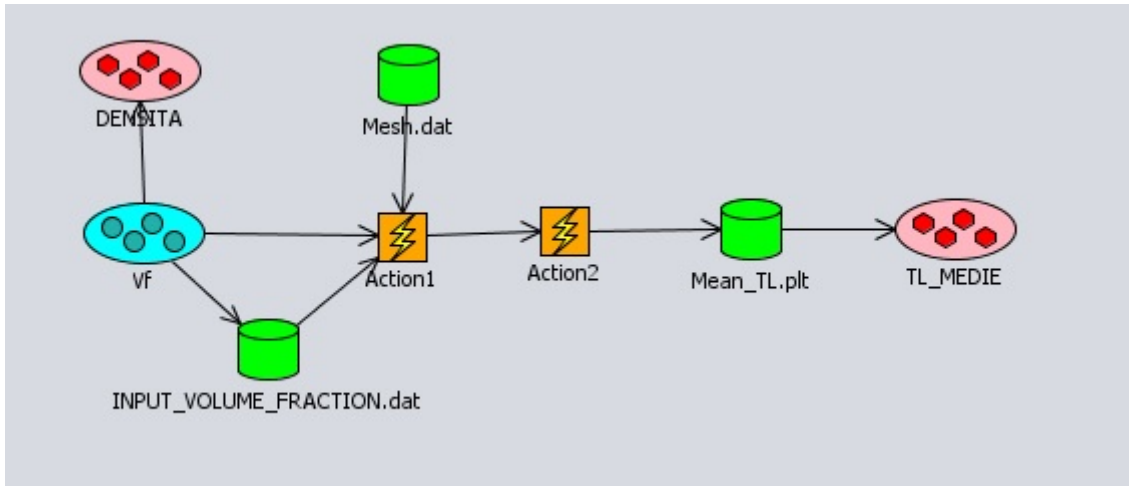 DENSITA
Mesh.dat
Vf
Action1
Action2
Mean_TL.plt
TL_MEDIE
INPUT_VOLUME_FRACTION.dat